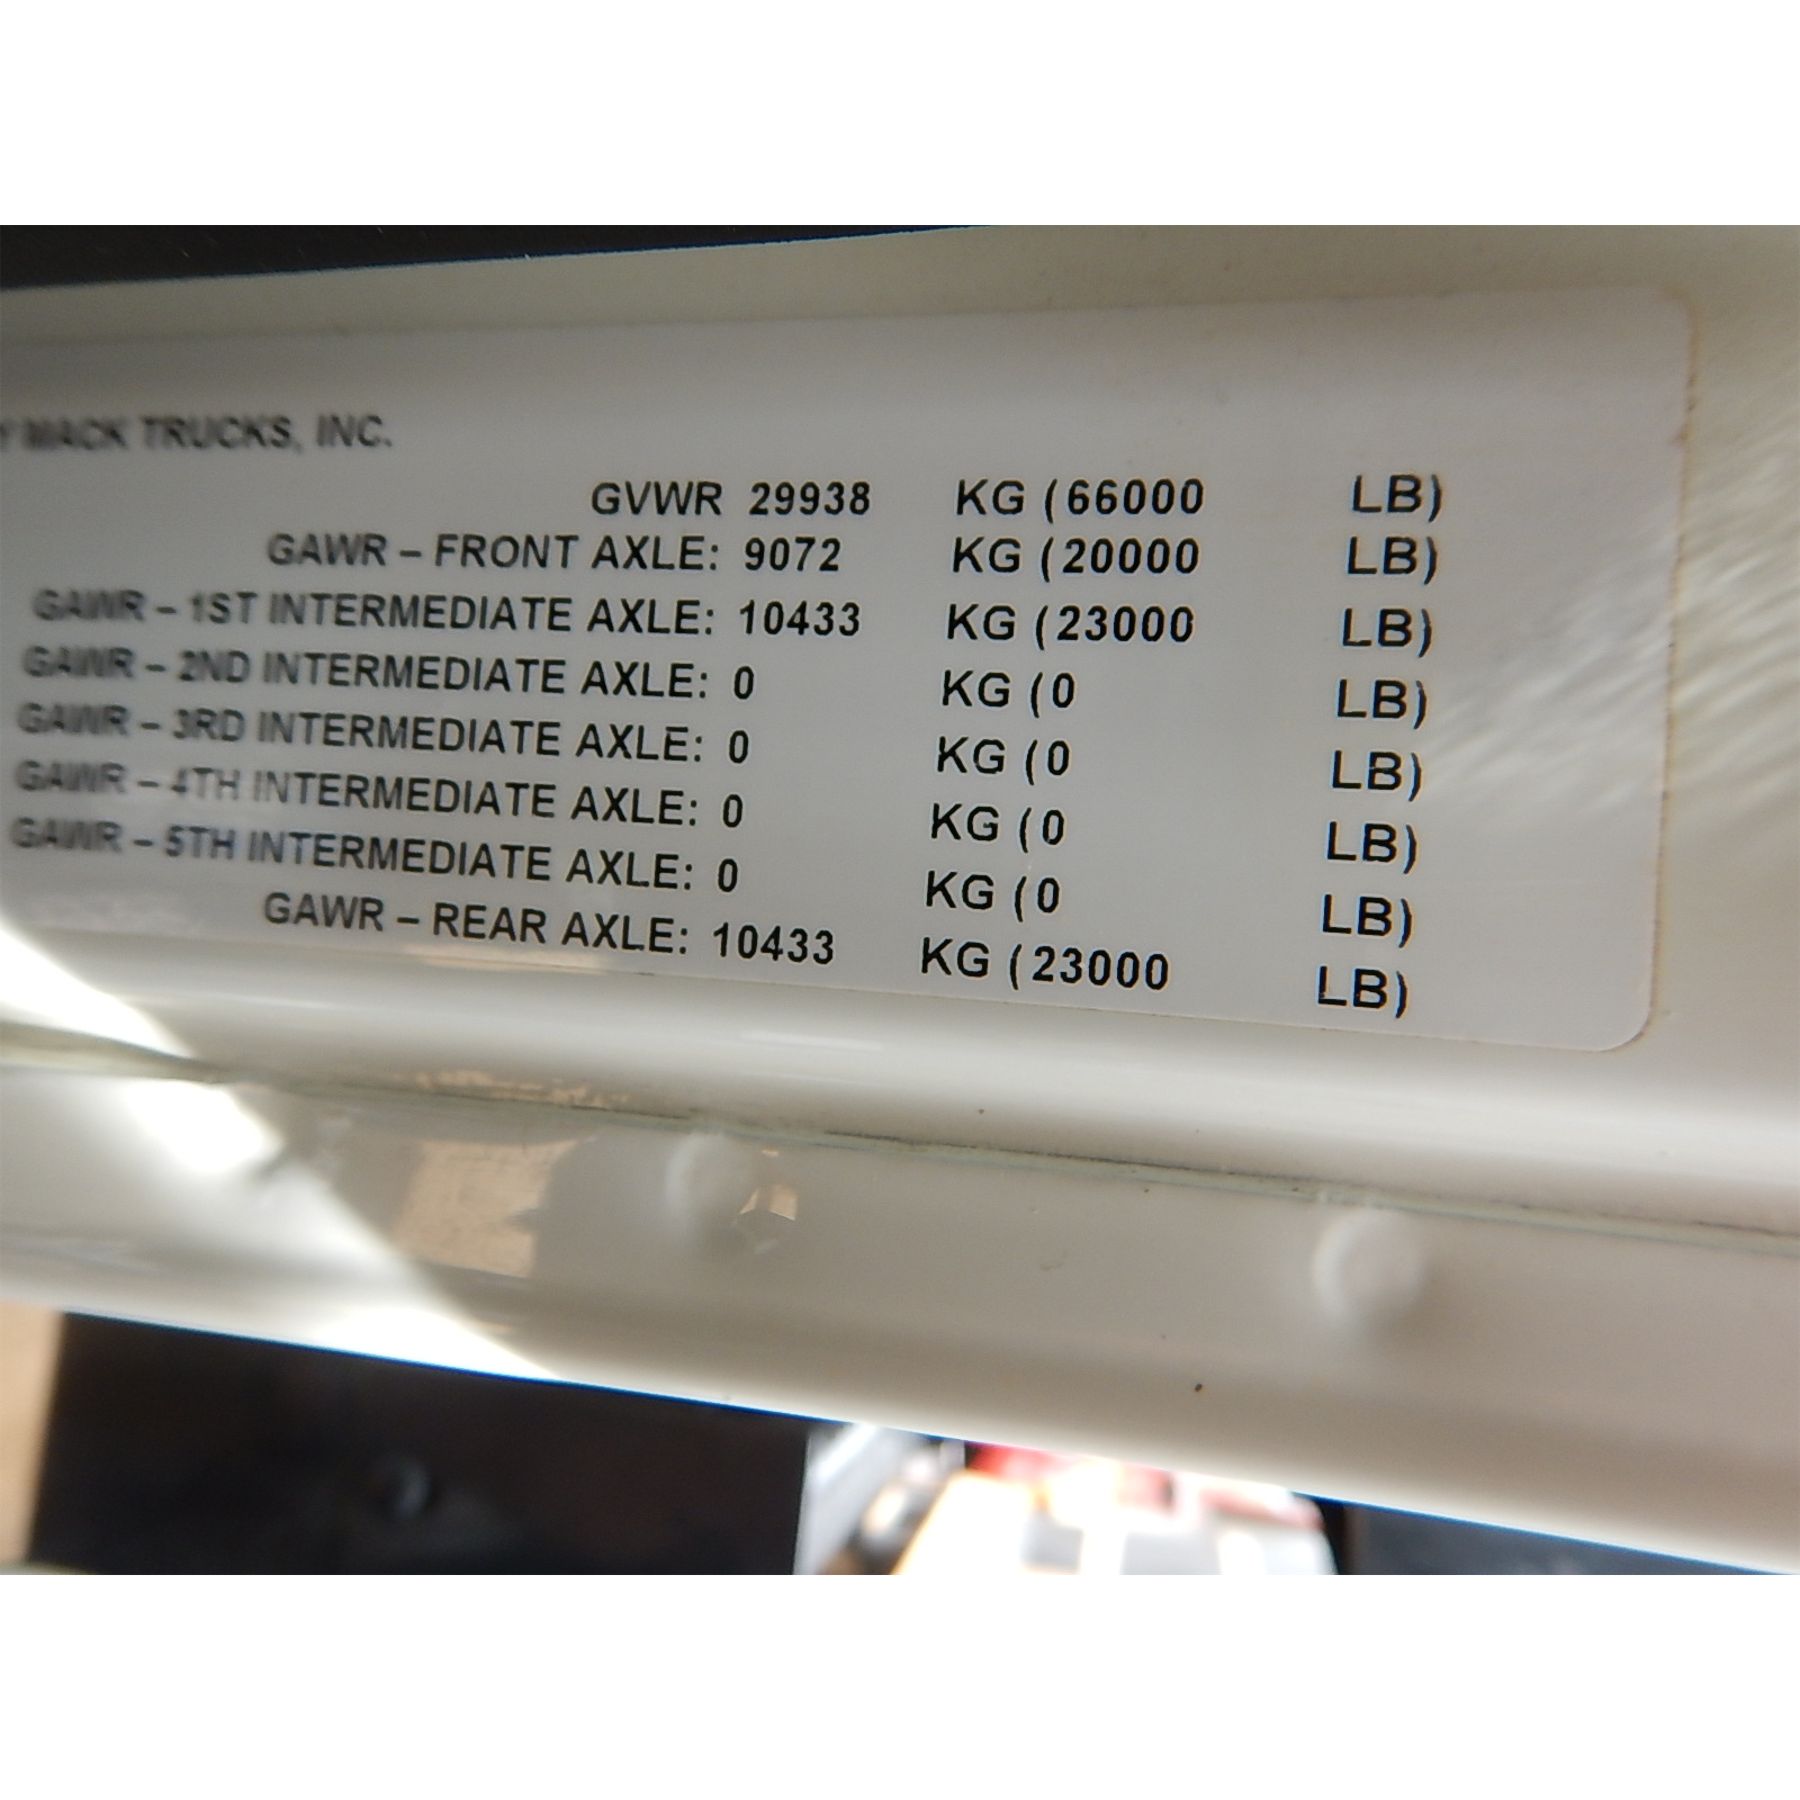 Y MACK TRUCKS, INC.
GVWR 29938 KG (66000 LB)
GAWR – FRONT AXLE: 9072 KG (20000 LB)
GAWR – 1ST INTERMEDIATE AXLE: 10433 KG (23000 LB)
GAWR – 2ND INTERMEDIATE AXLE: 0 KG (0 LB)
GAWR – 3RD INTERMEDIATE AXLE: 0 KG (0 LB)
GAWR – 4TH INTERMEDIATE AXLE: 0 KG (0 LB)
GAWR – 5TH INTERMEDIATE AXLE: 0 KG (0 LB)
GAWR – REAR AXLE: 10433 KG (23000 LB)